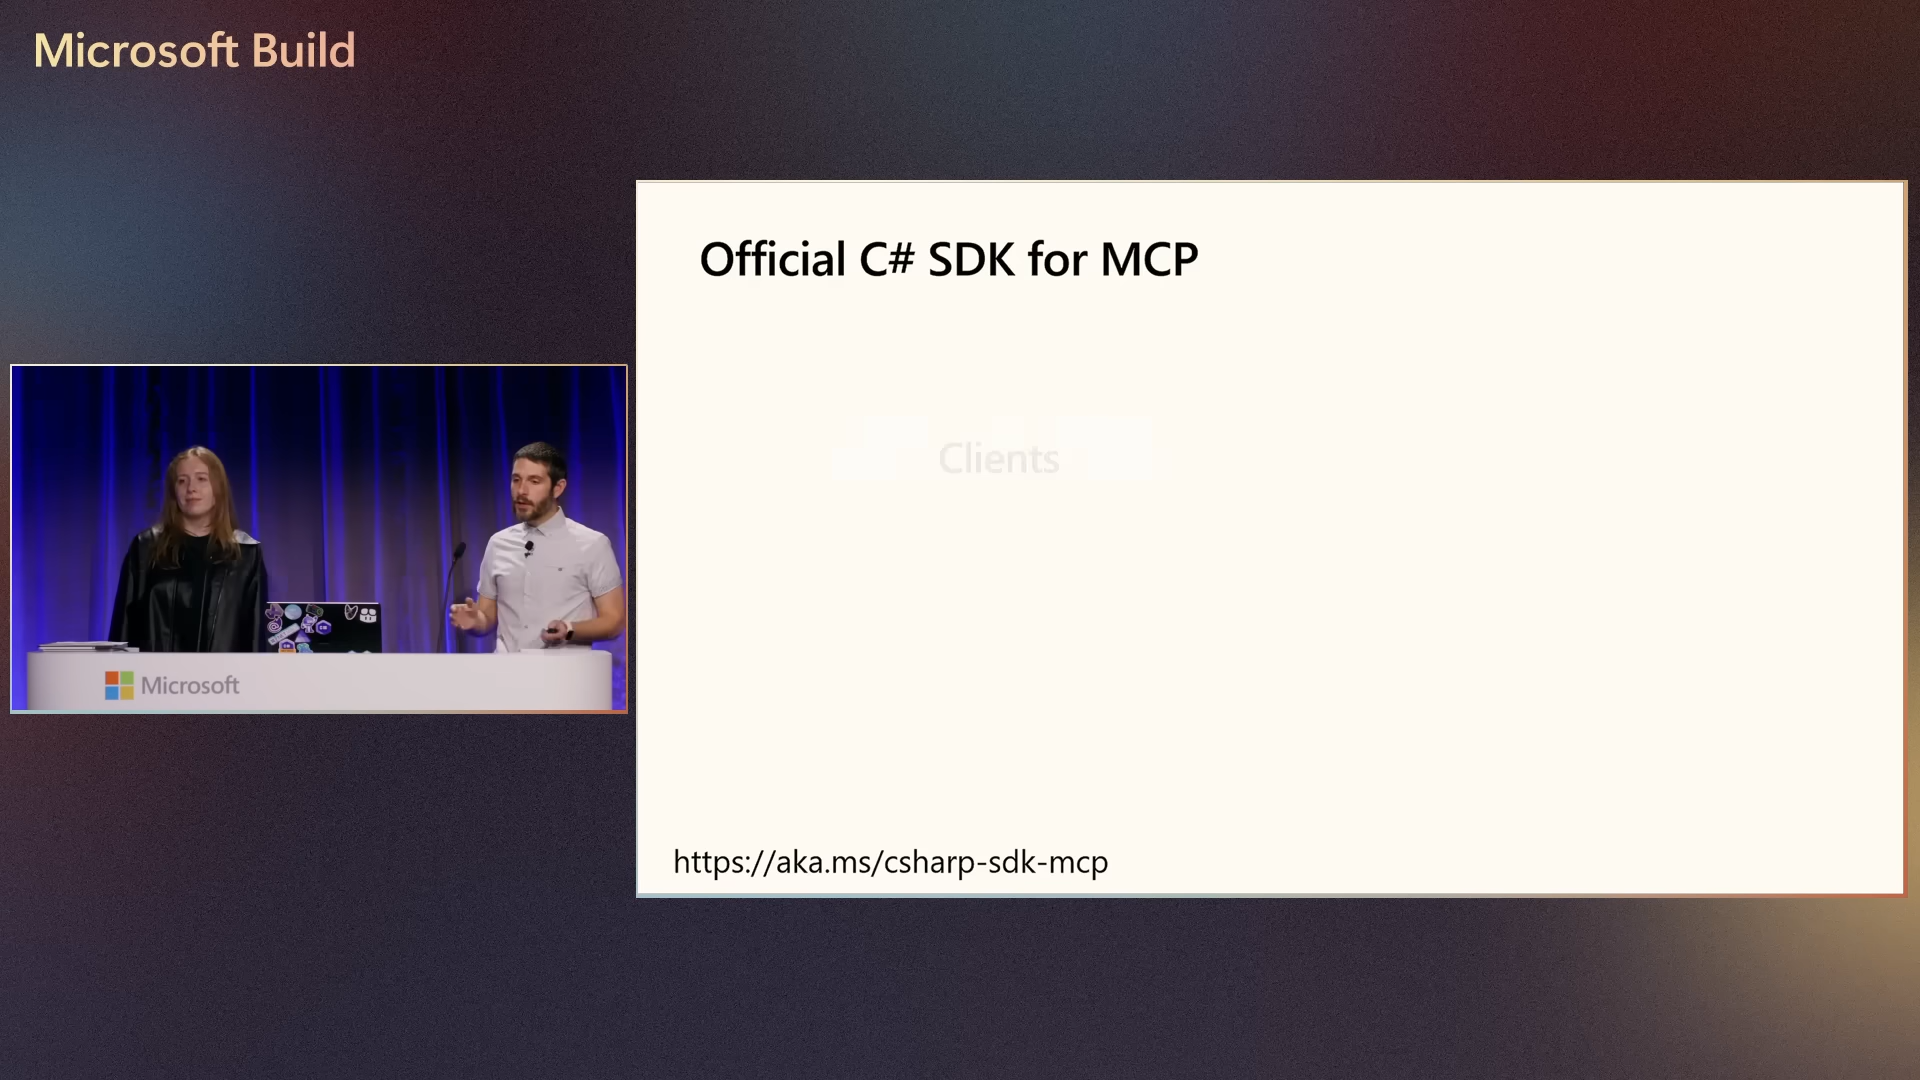 Microsoft Build
Official C# SDK for MCP
Clients
https://aka.ms/csharp-sdk-mcp
Microsoft